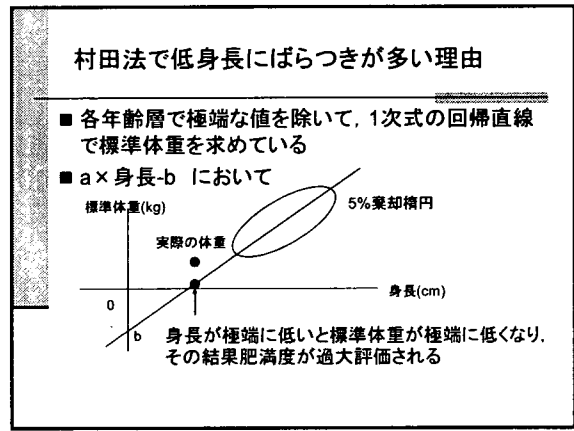 村田法で低身長にばらつきが多い理由
■ 各年齢層で極端な値を除いて，1次式の回帰直線
で標準体重を求めている
■ a×身長-b において
標準体重(kg)
5%棄却楕円
実際の体重
身長(cm)
0
b
身長が極端に低いと標準体重が極端に低くなり，
その結果肥満度が過大評価される